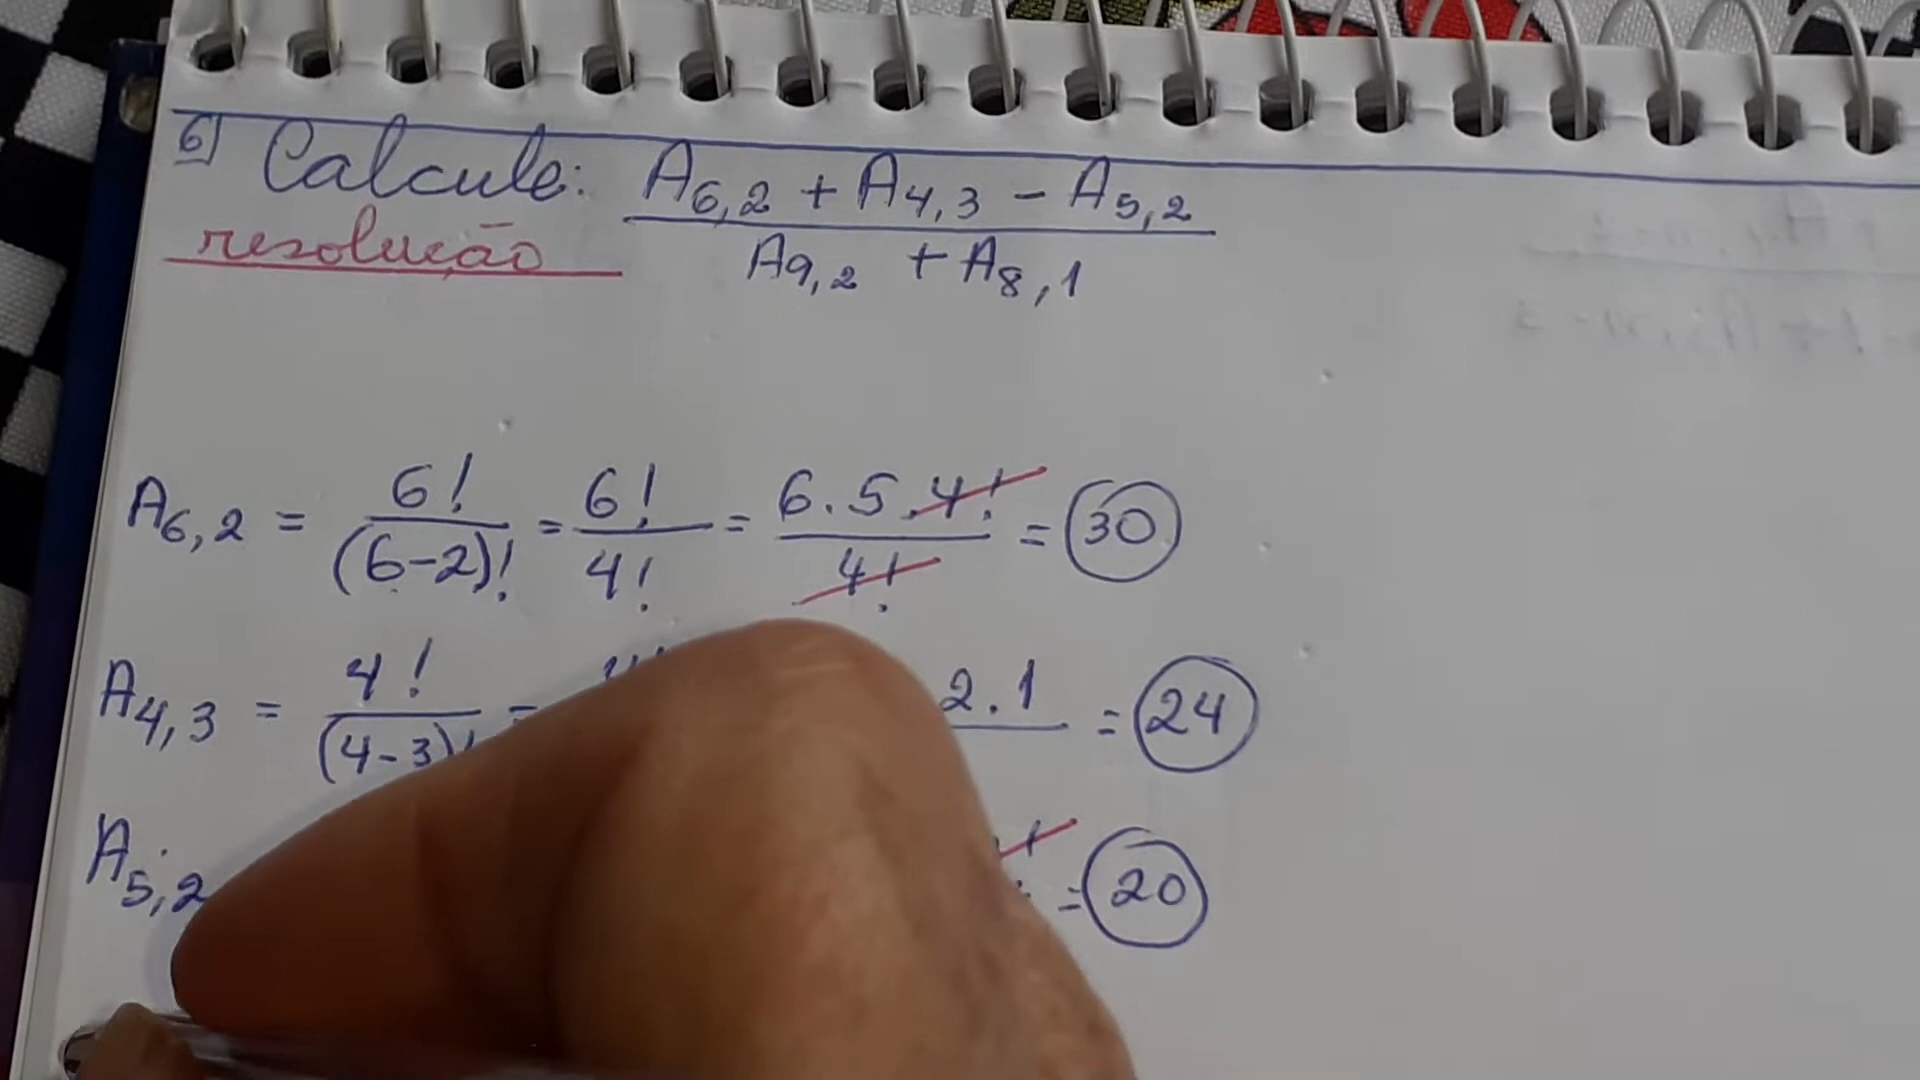 6) Calcule: A6,2 + A4,3 - A5,2
A9,2 + A8,1
resolução
A6,2 = 6!/(6-2)! = 6!/4! = 6.5.4!/4! = 30
A4,3 = 4!/(4-3)! = 2.1 = 24
A5,2 = 20